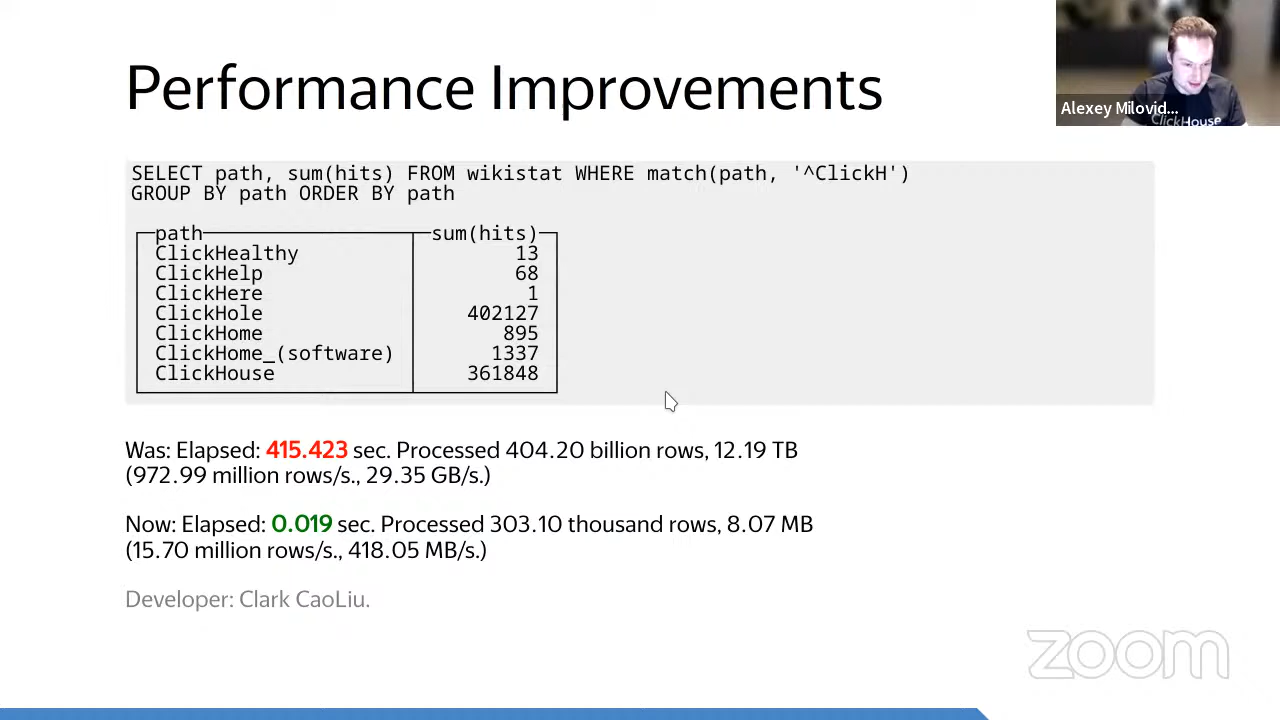 Performance Improvements
Alexey Milovid...
ClickHouse
SELECT path, sum(hits) FROM wikistat WHERE match(path, '^ClickH')
GROUP BY path ORDER BY path
path sum(hits)
ClickHealthy 13
ClickHelp 68
ClickHere 1
ClickHole 402127
ClickHome 895
ClickHome_(software) 1337
ClickHouse 361848
Was: Elapsed: 415.423 sec. Processed 404.20 billion rows, 12.19 TB
(972.99 million rows/s., 29.35 GB/s.)
Now: Elapsed: 0.019 sec. Processed 303.10 thousand rows, 8.07 MB
(15.70 million rows/s., 418.05 MB/s.)
Developer: Clark CaoLiu.
zoom